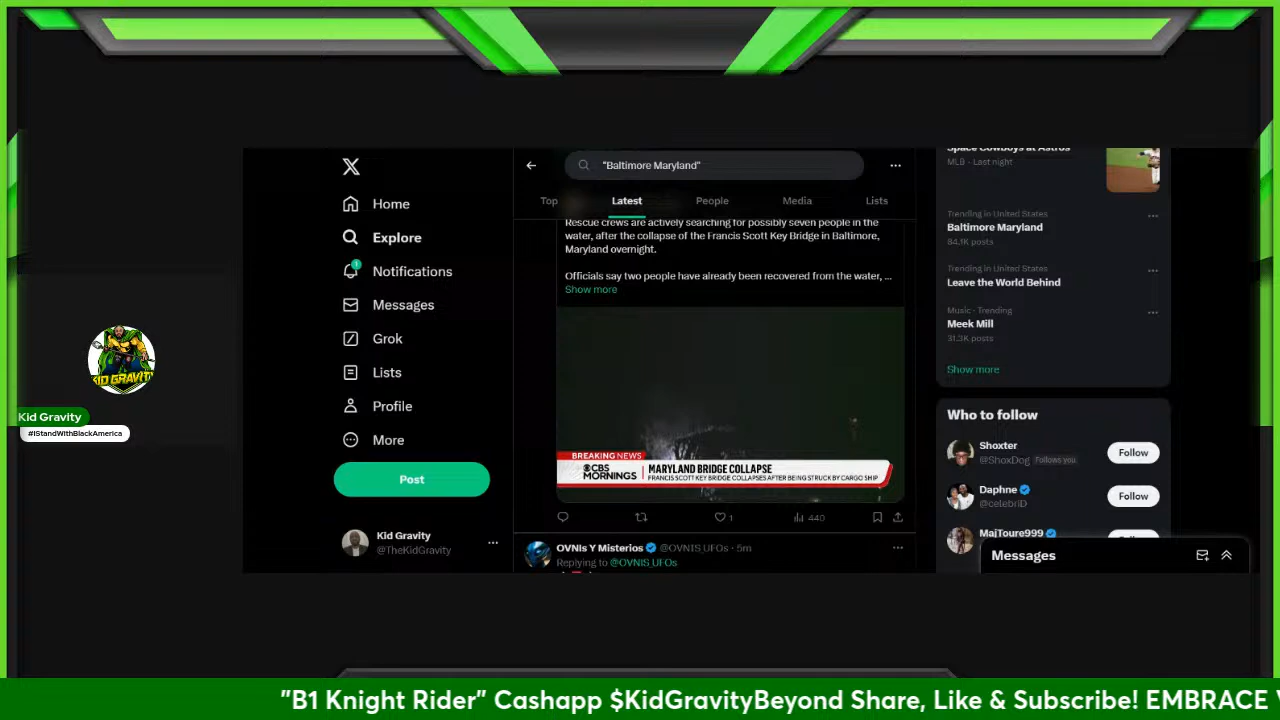 Home
Explore
1
Notifications
Messages
Grok
Lists
Profile
More
Post
Kid Gravity
@TheKidGravity
KID GRAVITY
Kid Gravity
#IStandWithBlackAmerica
"Baltimore Maryland"
Top
Latest
People
Media
Lists
Rescue crews are actively searching for possibly seven people in the
water, after the collapse of the Francis Scott Key Bridge in Baltimore,
Maryland overnight.
Officials say two people have already been recovered from the water, ...
Show more
BREAKING NEWS
CBS
MORNINGS
MARYLAND BRIDGE COLLAPSE
FRANCIS SCOTT KEY BRIDGE COLLAPSES AFTER BEING STRUCK BY CARGO SHIP
1
440
OVNIs Y Misterios @OVNIS_UFOs · 5m
Replying to @OVNIS_UFOs
Space Cowboys at Astros
MLB · Last night
Trending in United States
Baltimore Maryland
84.1K posts
Trending in United States
Leave the World Behind
Music · Trending
Meek Mill
31.3K posts
Show more
Who to follow
Shoxter
@ShoxDog Follows you
Follow
Daphne
@celebriD
Follow
MajToure999
Messages
"B1 Knight Rider" Cashapp $KidGravityBeyond Share, Like & Subscribe! EMBRACE